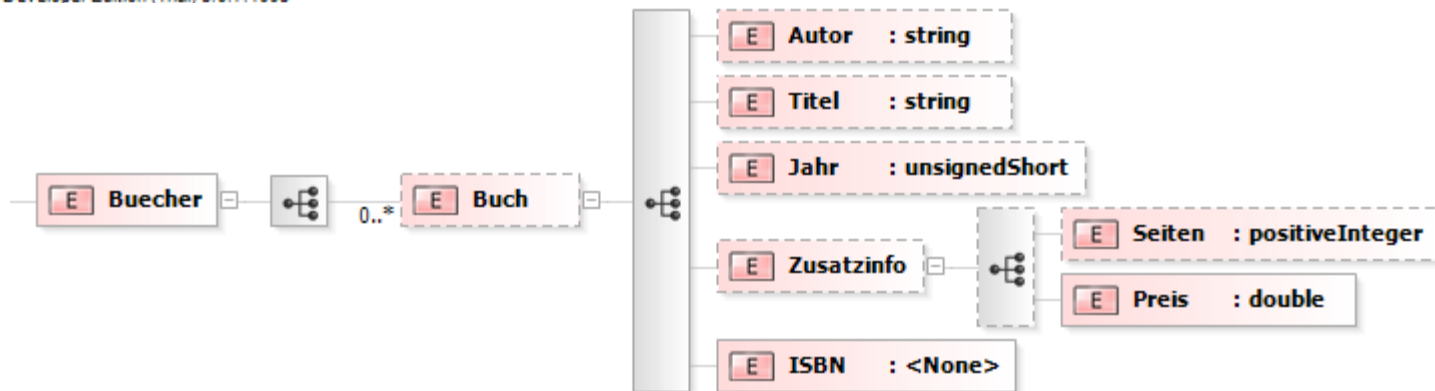 E Autor : string
E Titel : string
E Jahr : unsignedShort
E Buecher
0..*
E Buch
E Zusatzinfo
E Seiten : positiveInteger
E Preis : double
E ISBN : <None>